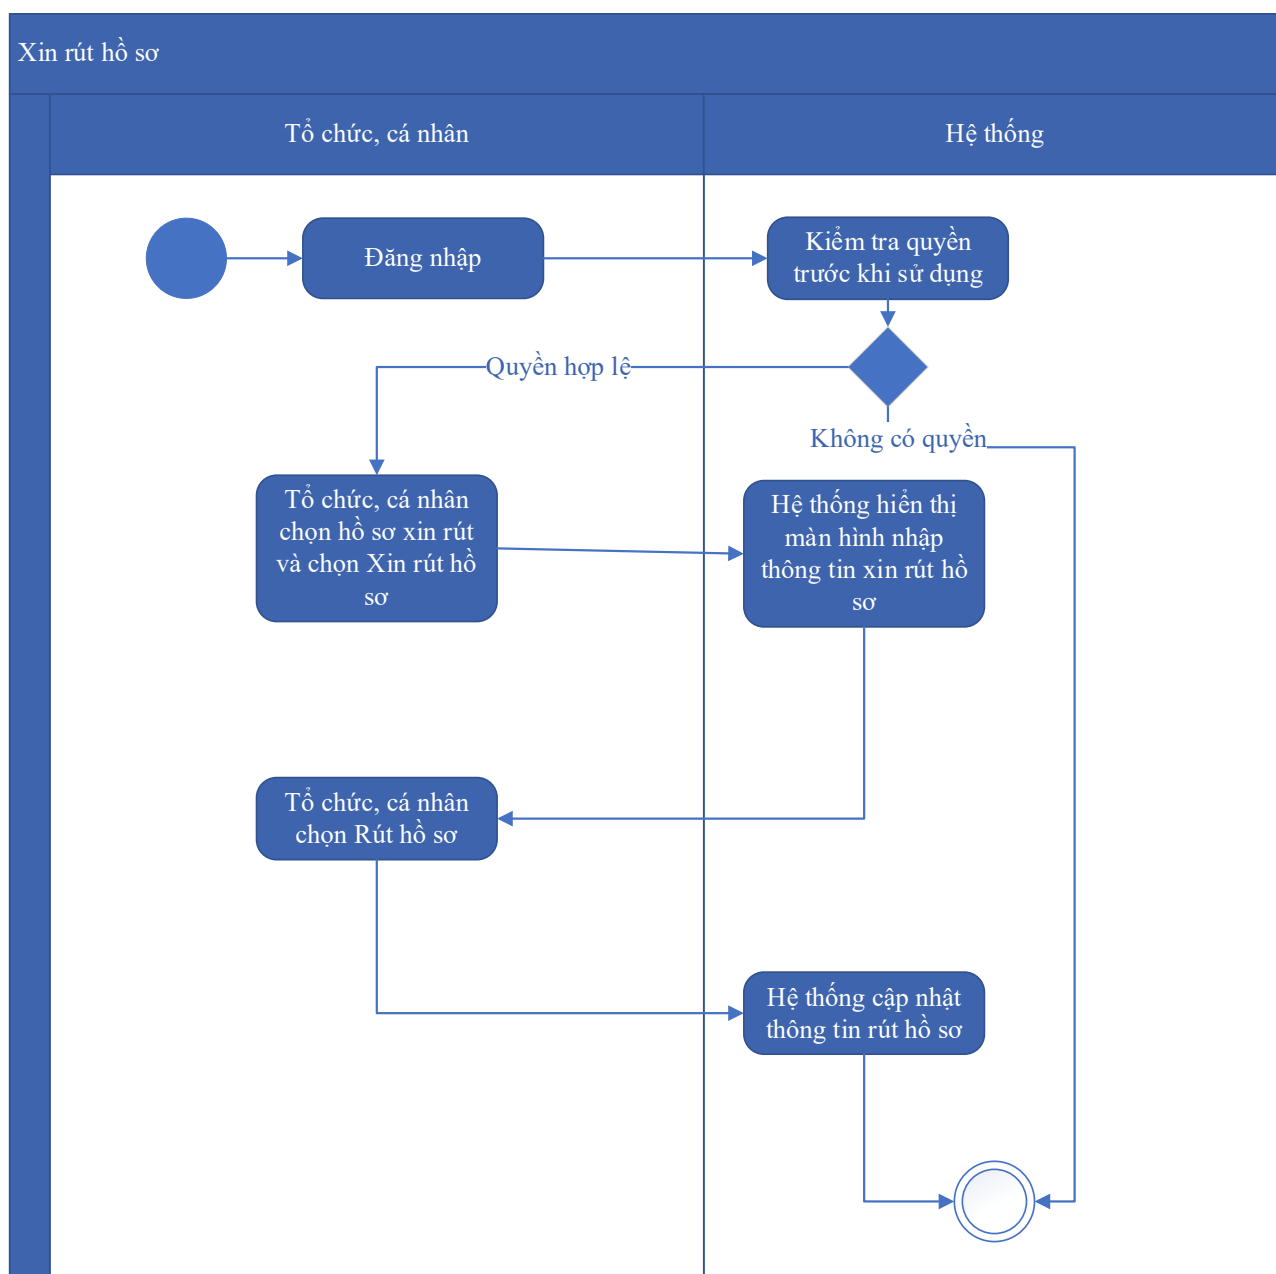 Xin rút hồ sơ
Tổ chức, cá nhân
Hệ thống
Đăng nhập
Kiểm tra quyền
trước khi sử dụng
Quyền hợp lệ
Không có quyền
Tổ chức, cá nhân
chọn hồ sơ xin rút
và chọn Xin rút hồ
sơ
Hệ thống hiển thị
màn hình nhập
thông tin xin rút hồ
sơ
Tổ chức, cá nhân
chọn Rút hồ sơ
Hệ thống cập nhật
thông tin rút hồ sơ